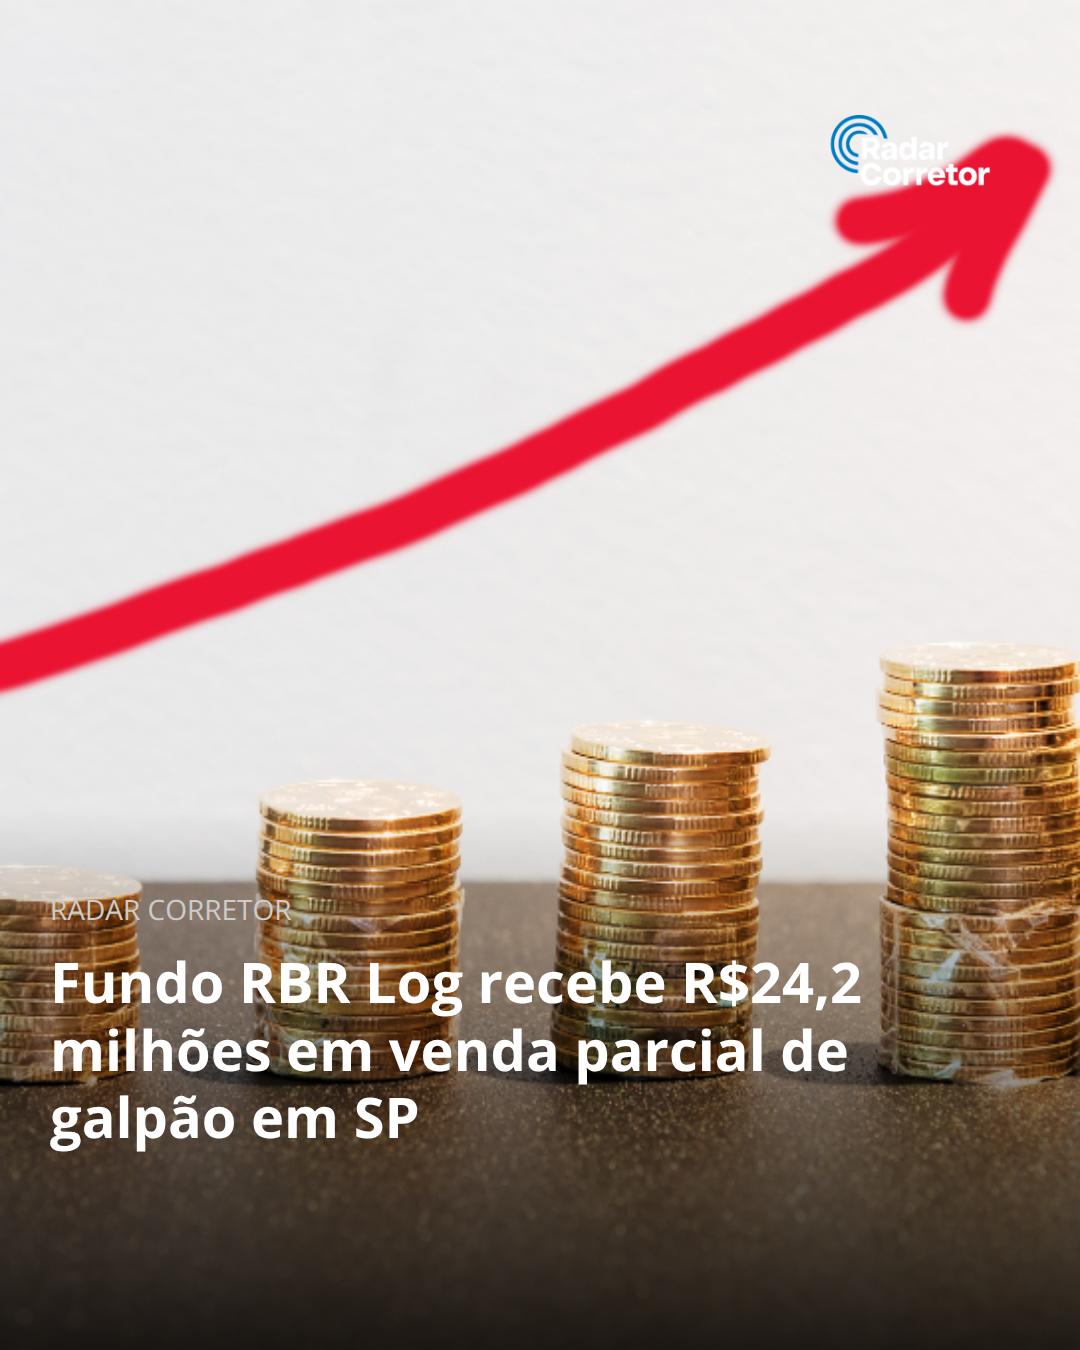 Radar
Corretor
RADAR CORRETOR
Fundo RBR Log recebe R$24,2
milhões em venda parcial de
galpão em SP